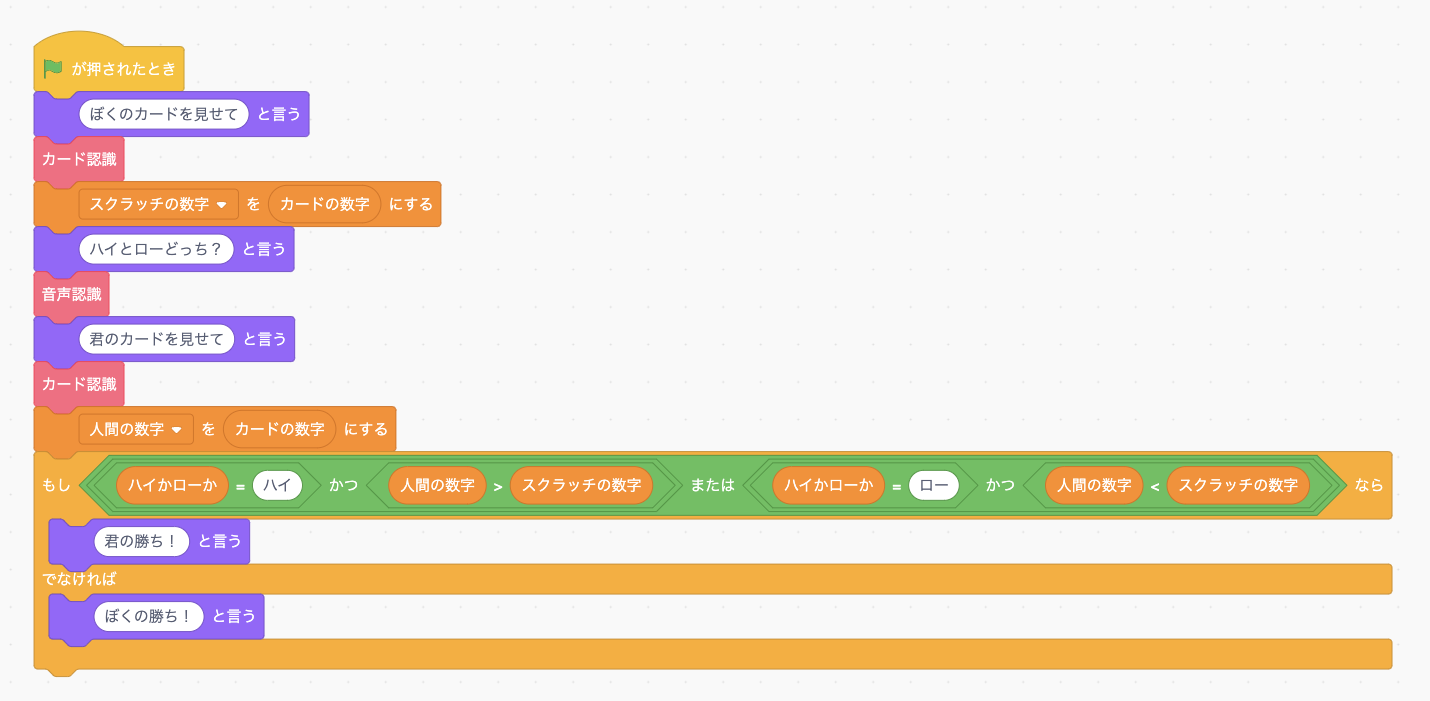 が押されたとき
ぼくのカードを見せて と言う
カード認識
スクラッチの数字 を カードの数字 にする
ハイとローどっち？ と言う
音声認識
君のカードを見せて と言う
カード認識
人間の数字 を カードの数字 にする
もし ハイかローか = ハイ かつ 人間の数字 > スクラッチの数字 または ハイかローか = ロー かつ 人間の数字 < スクラッチの数字 なら
君の勝ち！ と言う
でなければ
ぼくの勝ち！ と言う